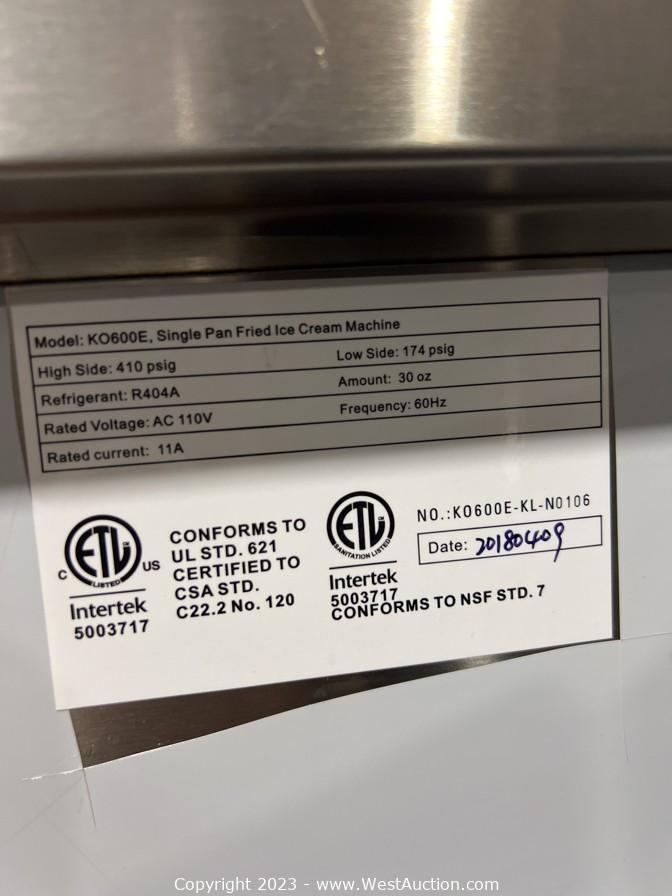 Model: KO600E, Single Pan Fried Ice Cream Machine
High Side: 410 psig Low Side: 174 psig
Refrigerant: R404A Amount: 30 oz
Rated Voltage: AC 110V Frequency: 60Hz
Rated current: 11A
C ETL US
LISTED
Intertek
5003717
CONFORMS TO
UL STD. 621
CERTIFIED TO
CSA STD.
C22.2 No. 120
ETL
SANITATION LISTED
Intertek
5003717
CONFORMS TO NSF STD. 7
NO.:KO600E-KL-N0106
Date: 20180409
Copyright 2023 - www.WestAuction.com